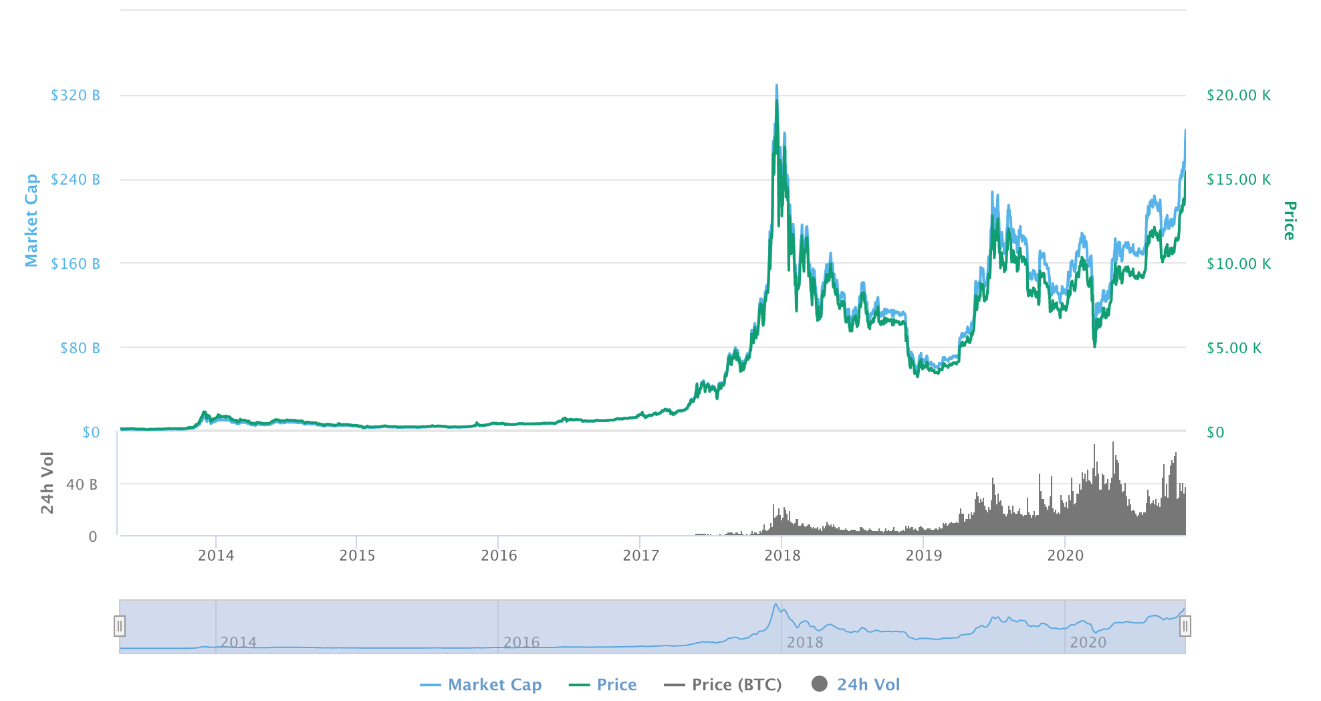 $320 B
$20.00 K
$240 B
$15.00 K
Market Cap
Price
$160 B
$10.00 K
$80 B
$5.00 K
$0
$0
24h Vol
40 B
0
2014
2015
2016
2017
2018
2019
2020
2014
2016
2018
2020
Market Cap
Price
Price (BTC)
24h Vol